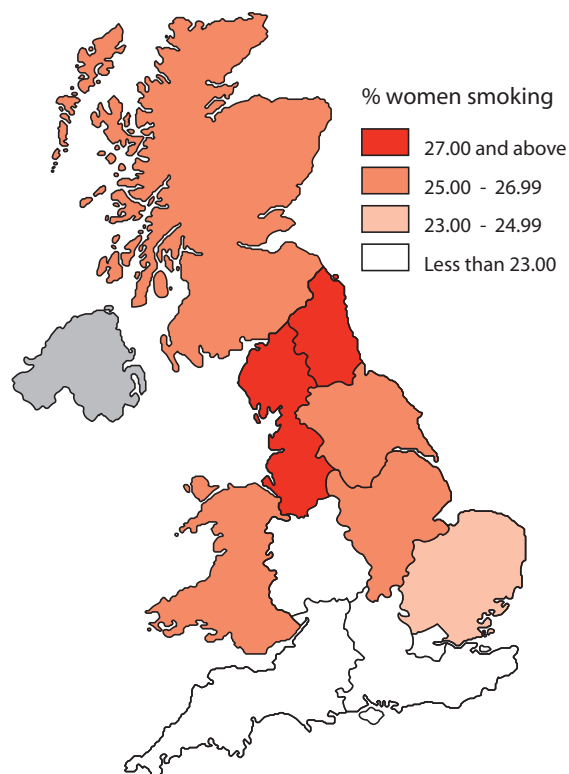 % women smoking
27.00 and above
25.00 - 26.99
23.00 - 24.99
Less than 23.00